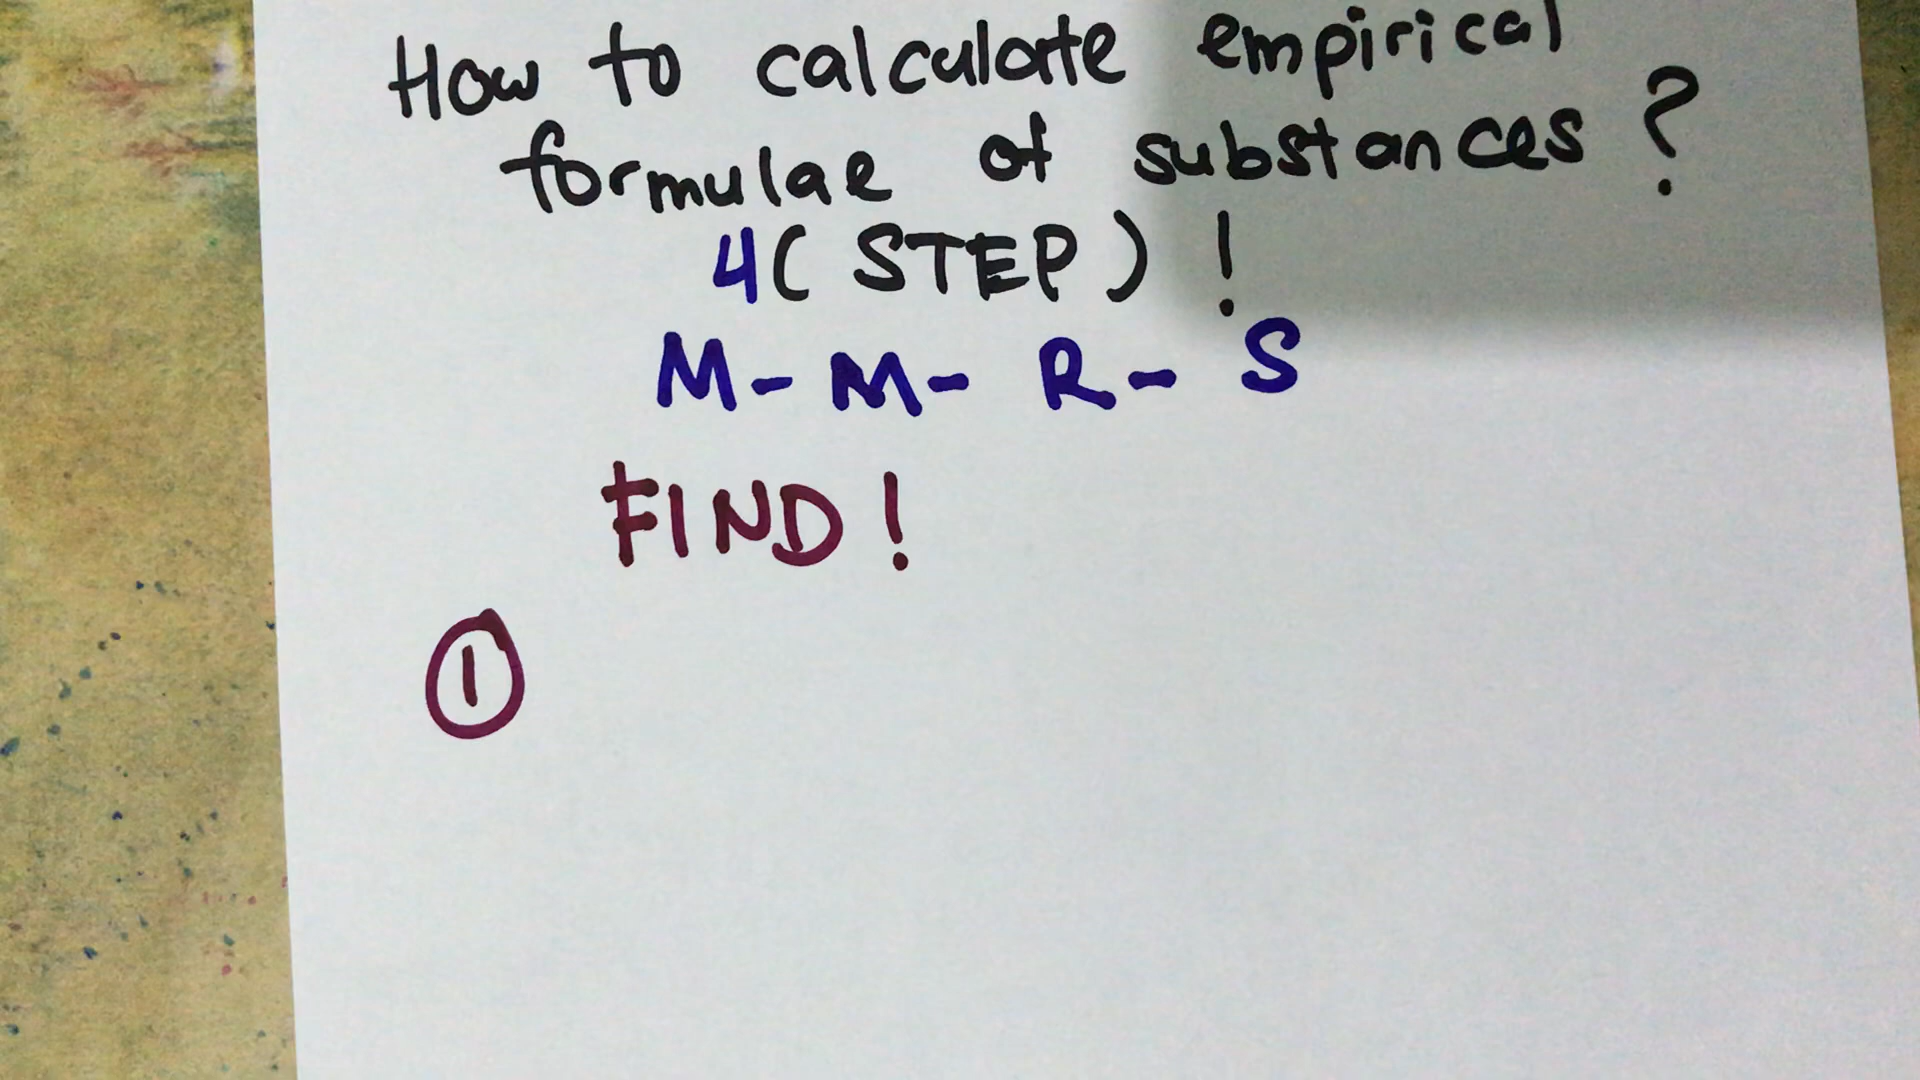 How to calculate empirical
formulae of substances ?
4( STEP ) !
M - M - R - S
FIND !
1